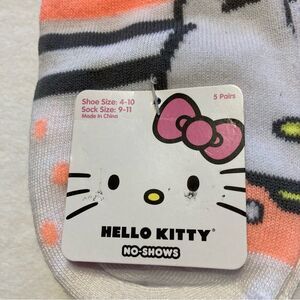 Shoe Size: 4-10
Sock Size: 9-11
Made In China
5 Pairs
HELLO KITTY®
NO-SHOWS